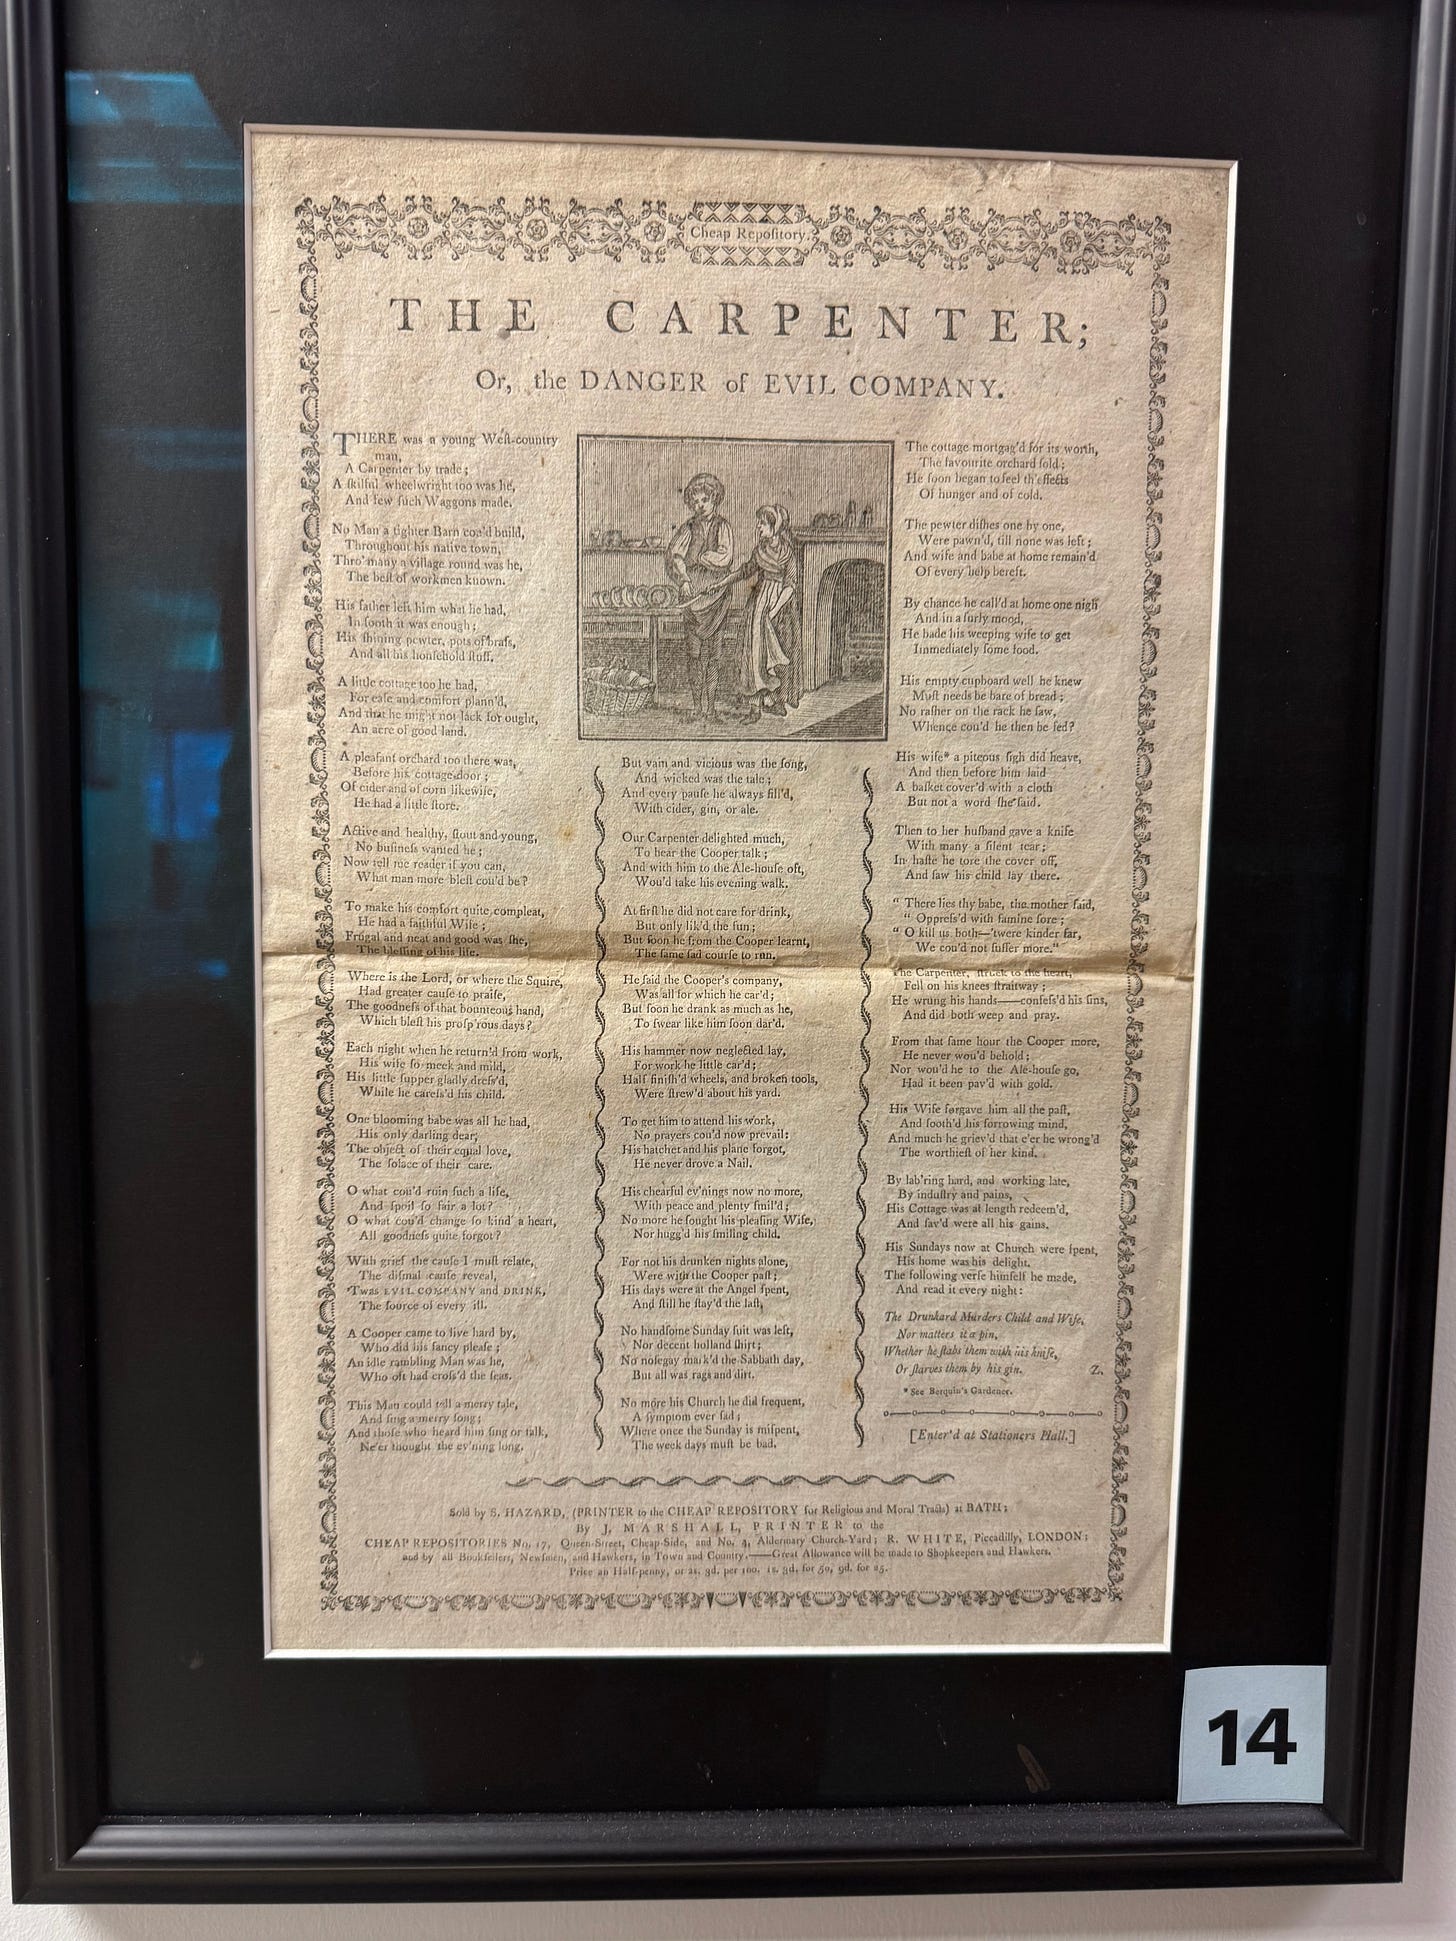 Cheap Repoſitory.
THE CARPENTER;
Or, the DANGER of EVIL COMPANY.
THERE was a young Weſt-country
man,
A Carpenter by trade;
A ſkilful wheelwright too was he,
And few ſuch Waggons made.
No Man a tighter Barn cou'd build,
Throughout his native town,
Thro' many a village round was he,
The beſt of workmen known.
His father left him what he had,
In ſooth it was enough;
His ſhining pewter, pots of braſs,
And all his houſehold ſtuff.
A little cottage too he had,
For eaſe and comfort plann'd,
And that he might not lack for ought,
An acre of good land.
A pleaſant orchard too there was,
Before his cottage door;
Of cider and of corn likewiſe,
He had a little ſtore.
Active and healthy, ſtout and young,
No buſineſs wanted he;
Now tell me reader if you can,
What man more bleſt cou'd be?
To make his comfort quite compleat,
He had a faithful Wife;
Frugal and neat and good was ſhe,
The bleſſing of his life.
Where is the Lord, or where the Squire,
Had greater cauſe to praiſe,
The goodneſs of that bounteous hand,
Which bleſt his proſp'rous days?
Each night when he return'd from work,
His wife ſo meek and mild,
His little ſupper gladly dreſs'd,
While he careſs'd his child.
One blooming babe was all he had,
His only darling dear,
The object of their equal love,
The ſolace of their care.
O what cou'd ruin ſuch a life,
And ſpoil ſo fair a lot?
O what cou'd change ſo kind a heart,
All goodneſs quite forgot?
With grief the cauſe I muſt relate,
The diſmal cauſe reveal,
'Twas EVIL COMPANY and DRINK,
The ſource of every ill.
A Cooper came to live hard by,
Who did his fancy pleaſe;
An idle rambling Man was he,
Who oft had croſs'd the ſeas.
This Man could tell a merry tale,
And ſing a merry ſong;
And thoſe who heard him ſing or talk,
Ne'er thought the ev'ning long.
But vain and vicious was the ſong,
And wicked was the tale;
And every pauſe he always fill'd,
With cider, gin, or ale.
Our Carpenter delighted much,
To hear the Cooper talk;
And with him to the Ale-houſe oft,
Wou'd take his evening walk.
At firſt he did not care for drink,
But only lik'd the fun;
But ſoon he from the Cooper learnt,
The ſame ſad courſe to run.
He ſaid the Cooper's company,
Was all for which he car'd;
But ſoon he drank as much as he,
To ſwear like him ſoon dar'd.
His hammer now neglected lay,
For work he little car'd;
Half finiſh'd wheels, and broken tools,
Were ſtrew'd about his yard.
To get him to attend his work,
No prayers cou'd now prevail:
His hatchet and his plane forgot,
He never drove a Nail.
His chearful ev'nings now no more,
With peace and plenty ſmil'd;
No more he ſought his pleaſing Wife,
Nor hugg'd his ſmiling child.
For not his drunken nights alone,
Were with the Cooper paſt;
His days were at the Angel ſpent,
And ſtill he ſtay'd the laſt,
No handſome Sunday ſuit was left,
Nor decent holland ſhirt;
No noſegay mark'd the Sabbath day,
But all was rags and dirt.
No more his Church he did frequent,
A ſymptom ever ſad;
Where once the Sunday is miſpent,
The week days muſt be bad.
The cottage mortgag'd for its worth,
The favourite orchard ſold;
He ſoon began to feel th'effects
Of hunger and of cold.
The pewter diſhes one by one,
Were pawn'd, till none was left;
And wife and babe at home remain'd
Of every help bereft.
By chance he call'd at home one nigh
And in a ſurly mood,
He bade his weeping wife to get
Immediately ſome food.
His empty cupboard well he knew
Muſt needs be bare of bread;
No raſher on the rack he ſaw,
Whence cou'd he then be fed?
His wife* a piteous ſigh did heave,
And then before him laid
A baſket cover'd with a cloth
But not a word ſhe ſaid.
Then to her huſband gave a knife
With many a ſilent tear;
In haſte he tore the cover off,
And ſaw his child lay there.
" There lies thy babe, the mother ſaid,
" Oppreſs'd with famine ſore;
" O kill us both—'twere kinder far,
We cou'd not ſuffer more."
The Carpenter, ſtruck to the heart,
Fell on his knees ſtraitway;
He wrung his hands——confeſs'd his ſins,
And did both weep and pray.
From that ſame hour the Cooper more,
He never wou'd behold;
Nor wou'd he to the Ale-houſe go,
Had it been pav'd with gold.
His Wife forgave him all the paſt,
And ſooth'd his ſorrowing mind,
And much he griev'd that e'er he wrong'd
The worthieſt of her kind.
By lab'ring hard, and working late,
By induſtry and pains,
His Cottage was at length redeem'd,
And ſav'd were all his gains.
His Sundays now at Church were ſpent,
His home was his delight.
The following verſe himſelf he made,
And read it every night:
The Drunkard Murders Child and Wife,
Nor matters it a pin,
Whether he ſtabs them with his knife,
Or ſtarves them by his gin. Z.
* See Berquin's Gardener.
[Enter'd at Stationers Hall.]
Sold by S. HAZARD, (PRINTER to the CHEAP REPOSITORY for Religious and Moral Tracts) at BATH;
By J. MARSHALL, PRINTER to the
CHEAP REPOSITORIES No. 17, Queen-Street, Cheap-Side, and No. 4, Aldermary Church-Yard; R. WHITE, Piccadilly, LONDON;
and by all Bookſellers, Newſmen, and Hawkers, in Town and Country.——Great Allowance will be made to Shopkeepers and Hawkers.
Price an Half-penny, or 2s. 3d. per 100, 1s. 3d. for 50, 9d. for 25.
14